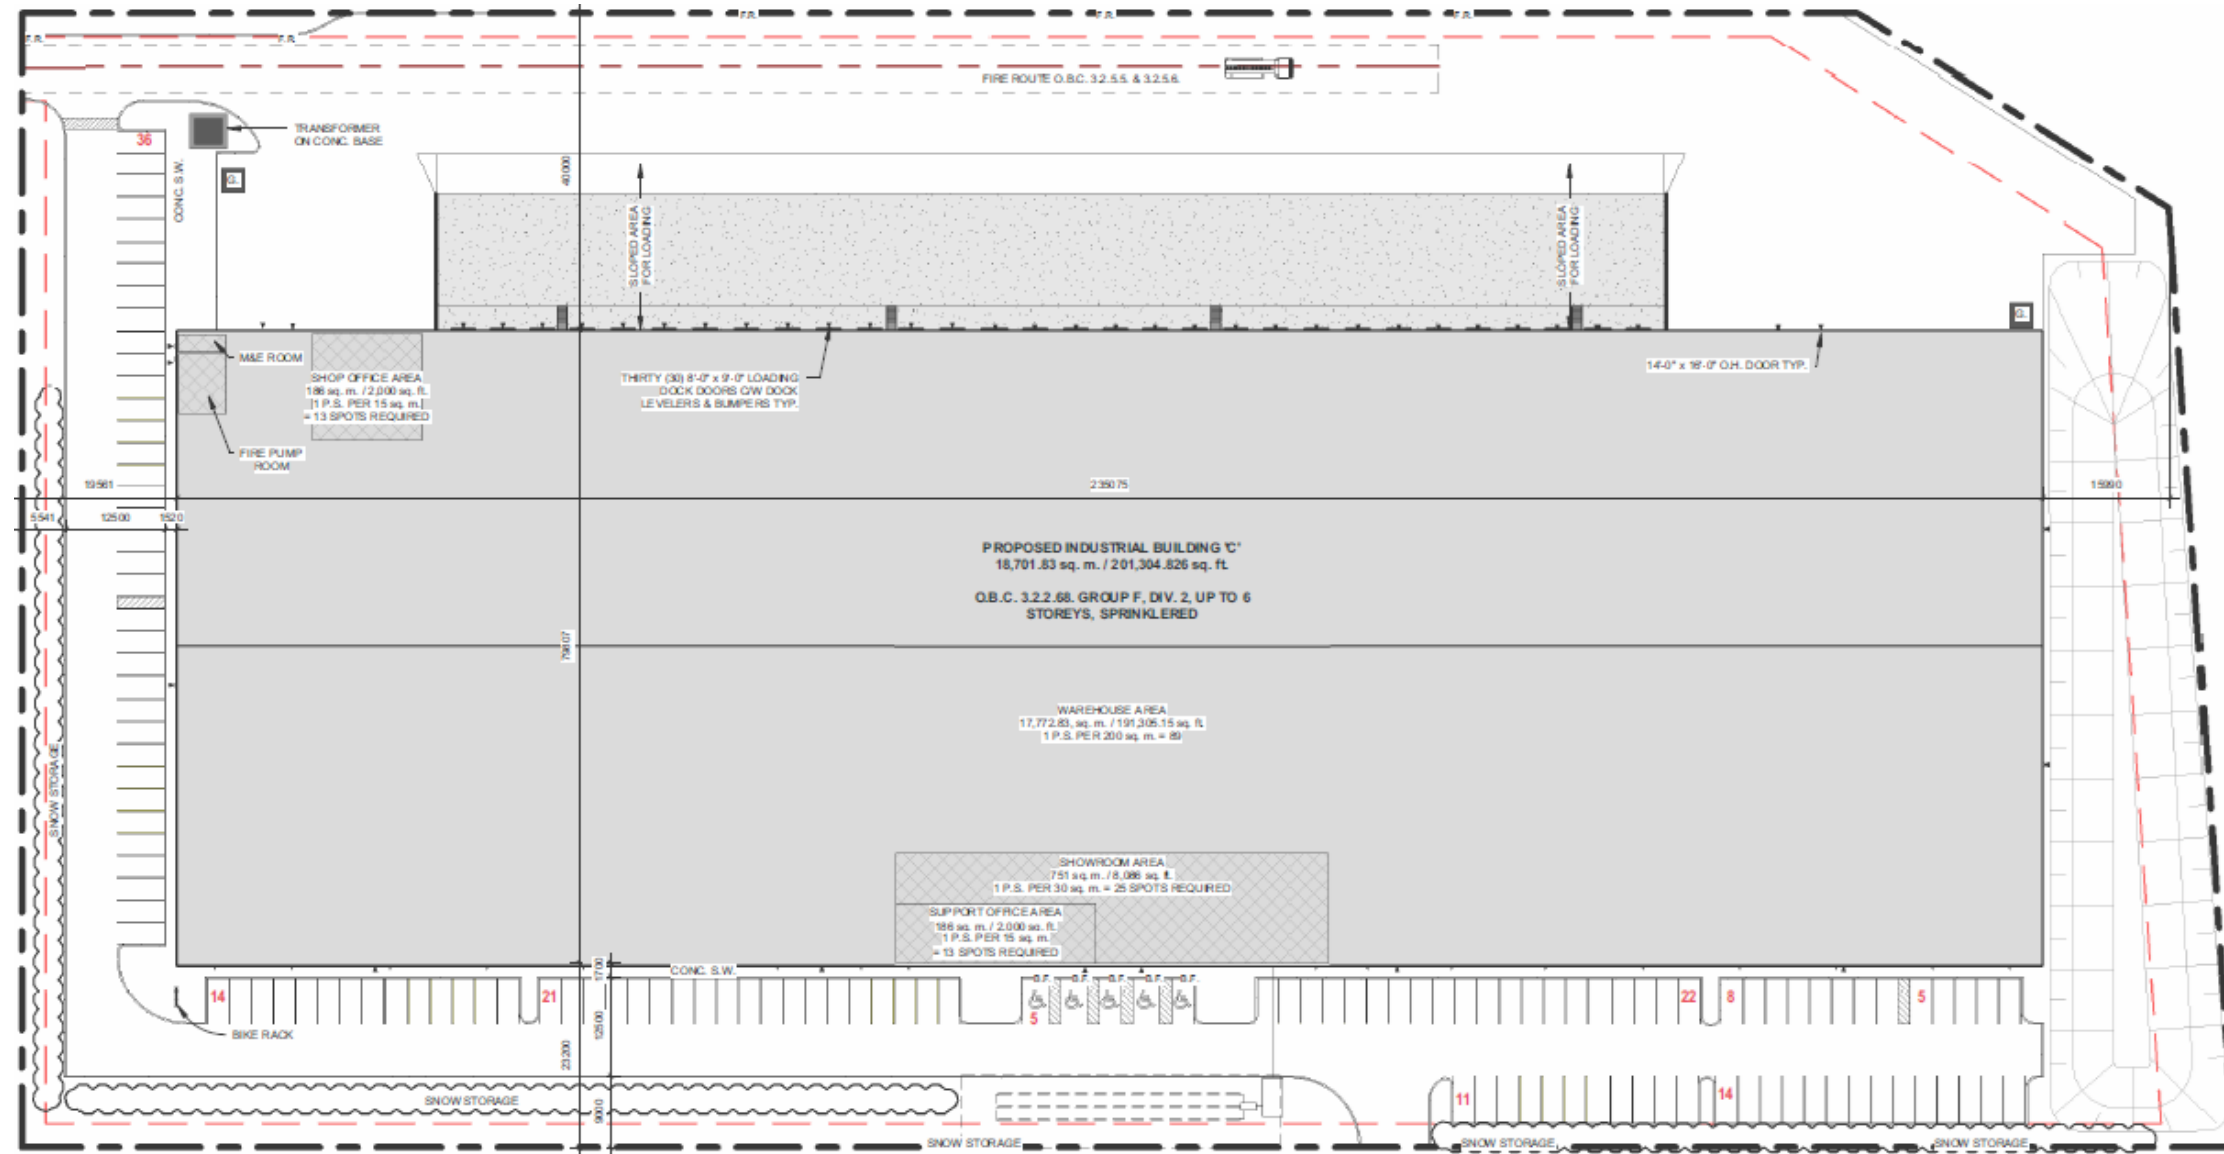 F.R.
F.R.
F.R.
F.R.
F.R.
FIRE ROUTE O.B.C. 3.2.5.5. & 3.2.5.6.
TRANSFORMER
ON CONC. BASE
36
CONC. S.W.
G.
40000
SLOPED AREA
FOR LOADING
SLOPED AREA
FOR LOADING
G.
M&E ROOM
SHOP OFFICE AREA
186 sq. m. / 2,000 sq. ft.
[1 P.S. PER 15 sq. m.]
= 13 SPOTS REQUIRED
FIRE PUMP
ROOM
THIRTY (30) 8'-0" x 9'-0" LOADING
DOCK DOORS C/W DOCK
LEVELERS & BUMPERS TYP.
14'-0" x 16'-0" O.H. DOOR TYP.
19561
235075
15990
5541
12500
1520
PROPOSED INDUSTRIAL BUILDING 'C'
18,701.83 sq. m. / 201,304.826 sq. ft.
O.B.C. 3.2.2.68. GROUP F, DIV. 2, UP TO 6
STOREYS, SPRINKLERED
WAREHOUSE AREA
17,772.83, sq. m. / 191,305.15 sq. ft.
1 P.S. PER 200 sq. m. = 89
SNOW STORAGE
SHOWROOM AREA
751 sq. m. / 8,086 sq. ft.
1 P.S. PER 30 sq. m. = 25 SPOTS REQUIRED
SUPPORT OFFICE AREA
186 sq. m. / 2,000 sq. ft.
1 P.S. PER 15 sq. m.
= 13 SPOTS REQUIRED
1700
CONC. S.W.
B.F.
B.F.
B.F.
B.F.
B.F.
14
21
5
22
8
5
BIKE RACK
12500
23200
SNOW STORAGE
9000
11
14
SNOW STORAGE
SNOW STORAGE
SNOW STORAGE